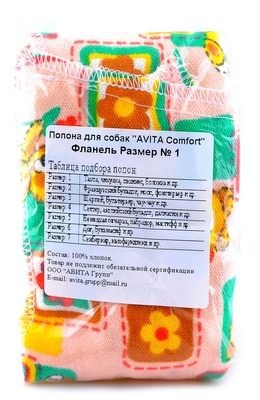 Попона для собак "AVITA Comfort"
Фланель Размер № 1
Таблица подбора попон
Размер 1 Такса, чихуахуа, пикинес, болонка и др.
Размер 2 Французский бульдог, мопс, фокстерьер и др.
Размер 3 Шарпей, бультерьер, чау-чау и др.
Размер 4 Сеттер, английский бульдог, далматин и др.
Размер 5 овчарка, лабрадор, мастифф и др.
Размер 6 Дог, бульмастиф и др.
Размер 7 Сенбернар, и др.
Состав: 100% хлопок.
Товар не подлежит обязательной сертификации
ООО "АВИТА Групп"
E-mail: avita.grupp@mail.ru